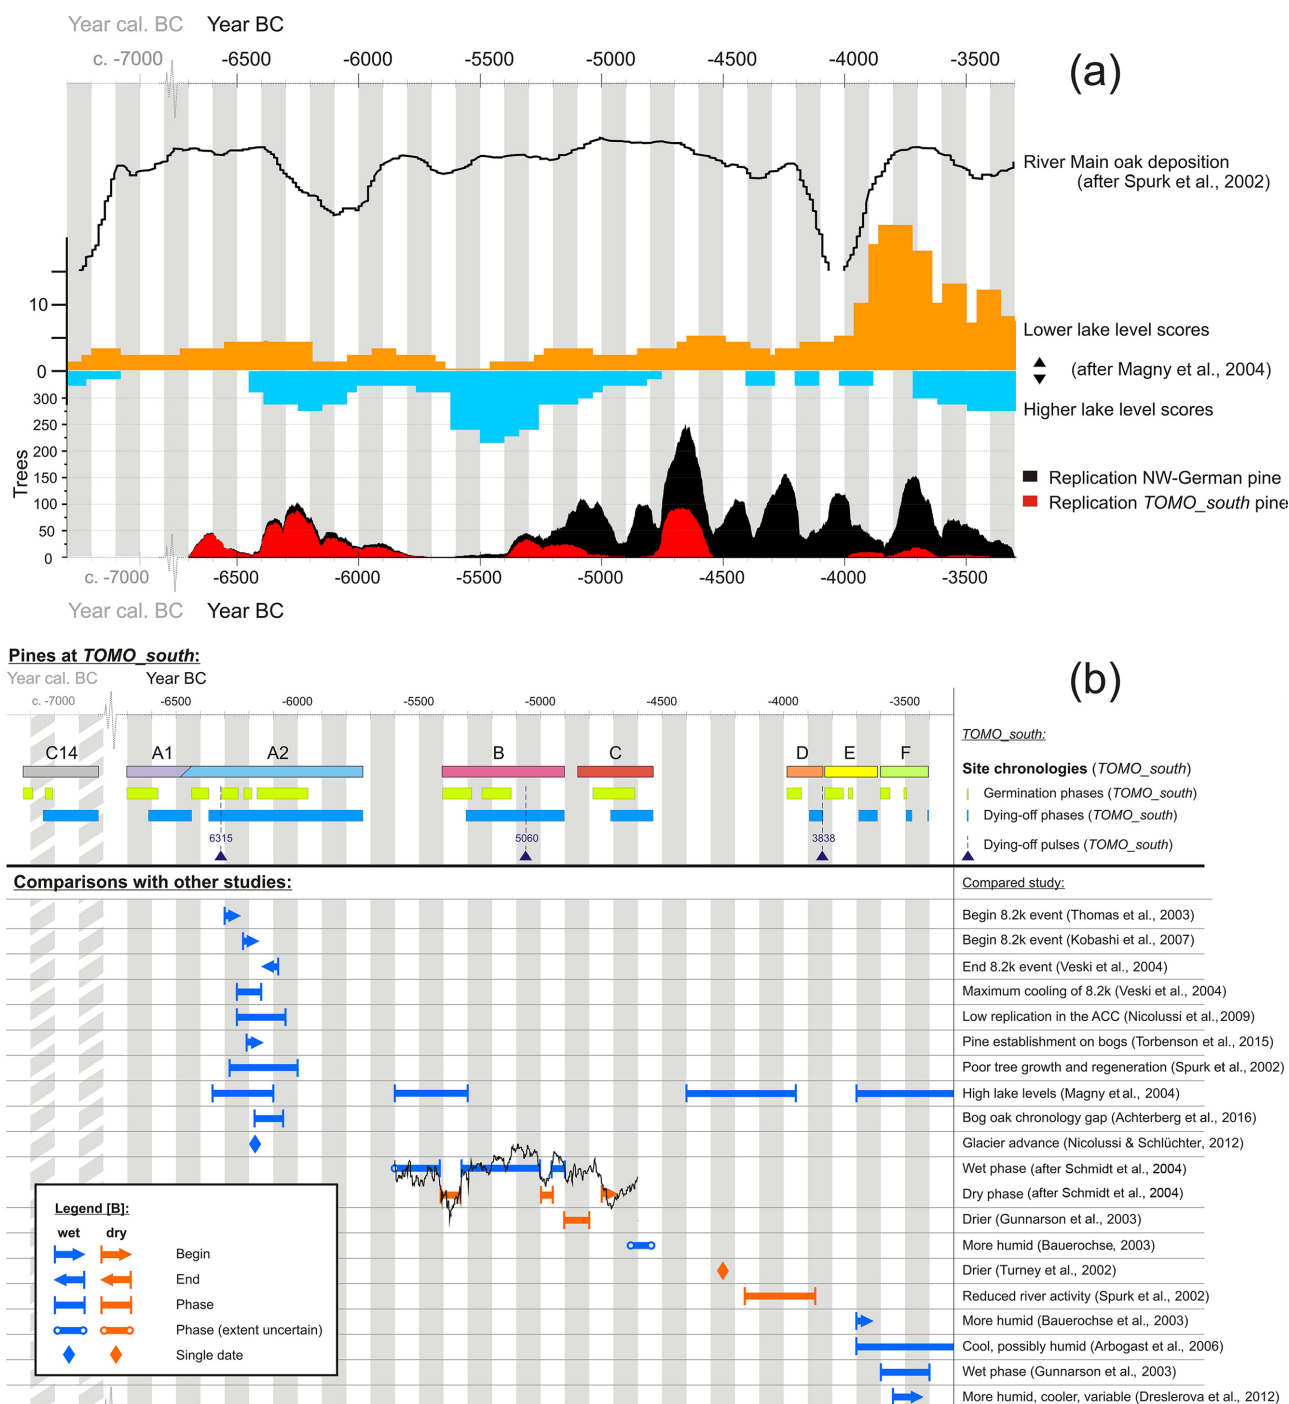 Year cal. BC Year BC
c. -7000 -6500 -6000 -5500 -5000 -4500 -4000 -3500
(a)
River Main oak deposition
(after Spurk et al., 2002)
10
Lower lake level scores
0
(after Magny et al., 2004)
300
Higher lake level scores
250
200
Trees
150
Replication NW-German pine
100
Replication TOMO_south pine
50
0
c. -7000 -6500 -6000 -5500 -5000 -4500 -4000 -3500
Year cal. BC Year BC
Pines at TOMO_south:
(b)
Year cal. BC Year BC
c. -7000 -6500 -6000 -5500 -5000 -4500 -4000 -3500
TOMO_south:
C14 A1 A2 B C D E F
Site chronologies (TOMO_south)
Germination phases (TOMO_south)
Dying-off phases (TOMO_south)
6315 5060 3838
Dying-off pulses (TOMO_south)
Comparisons with other studies:
Compared study:
Begin 8.2k event (Thomas et al., 2003)
Begin 8.2k event (Kobashi et al., 2007)
End 8.2k event (Veski et al., 2004)
Maximum cooling of 8.2k (Veski et al., 2004)
Low replication in the ACC (Nicolussi et al., 2009)
Pine establishment on bogs (Torbenson et al., 2015)
Poor tree growth and regeneration (Spurk et al., 2002)
High lake levels (Magny et al., 2004)
Bog oak chronology gap (Achterberg et al., 2016)
Glacier advance (Nicolussi & Schlüchter, 2012)
Wet phase (after Schmidt et al., 2004)
Dry phase (after Schmidt et al., 2004)
Drier (Gunnarson et al., 2003)
More humid (Bauerochse, 2003)
Drier (Turney et al., 2002)
Reduced river activity (Spurk et al., 2002)
More humid (Bauerochse et al., 2003)
Cool, possibly humid (Arbogast et al., 2006)
Wet phase (Gunnarson et al., 2003)
More humid, cooler, variable (Dreslerova et al., 2012)
Legend [B]:
wet dry
Begin
End
Phase
Phase (extent uncertain)
Single date